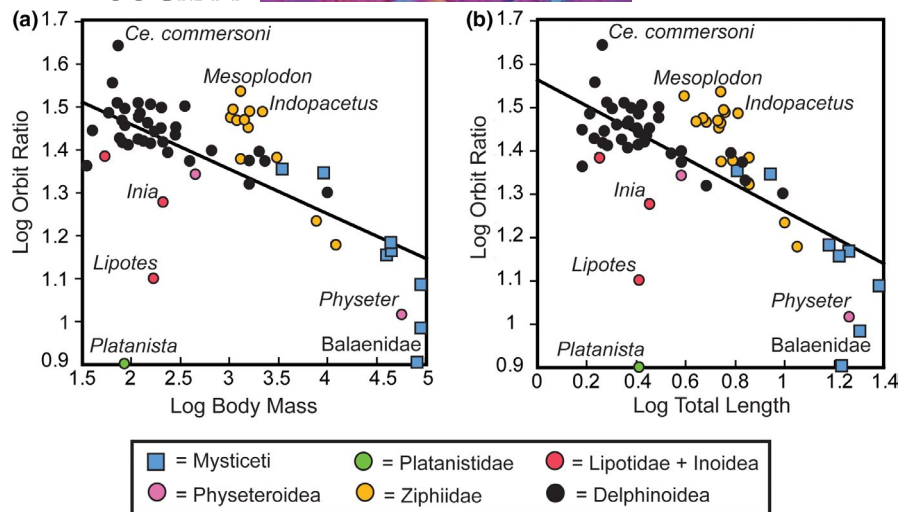 (a)
1.7
1.6
1.5
1.4
1.3
1.2
1.1
1
0.9
Log Orbit Ratio
Ce. commersoni
Mesoplodon
Indopacetus
Inia
Lipotes
Physeter
Platanista
Balaenidae
1.5 2 2.5 3 3.5 4 4.5 5
Log Body Mass
(b)
1.7
1.6
1.5
1.4
1.3
1.2
1.1
1
0.9
Log Orbit Ratio
Ce. commersoni
Mesoplodon
Indopacetus
Inia
Lipotes
Physeter
Platanista
Balaenidae
0 0.2 0.4 0.6 0.8 1 1.2 1.4
Log Total Length
= Mysticeti = Platanistidae = Lipotidae + Inoidea
= Physeteroidea = Ziphiidae = Delphinoidea